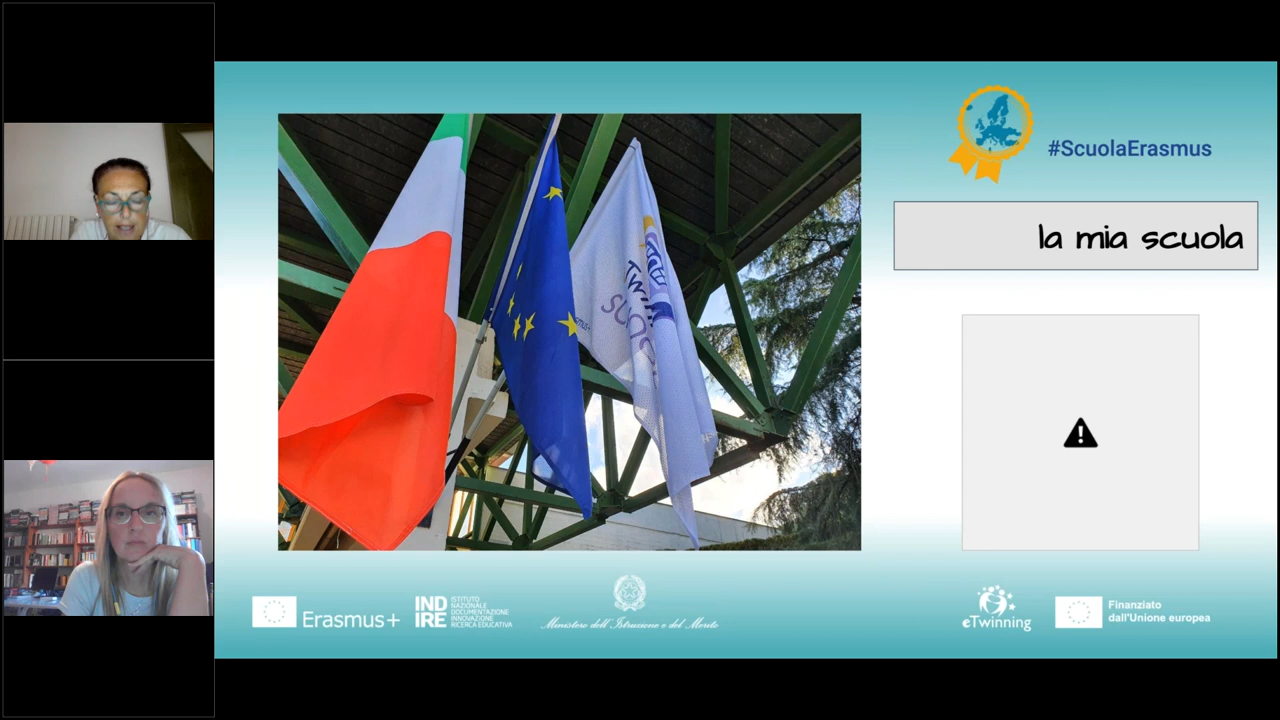 #ScuolaErasmus
la mia scuola
Erasmus+
INDIRE
ISTITUTO
NAZIONALE
DOCUMENTAZIONE
INNOVAZIONE
RICERCA EDUCATIVA
Ministero dell'Istruzione e del Merito
eTwinning
Finanziato
dall'Unione europea